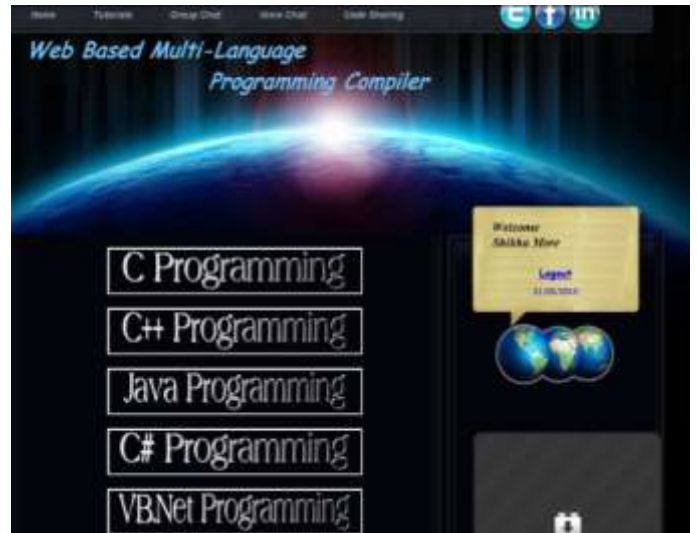 Home Tutorials Group Chat Voice Chat Code Sharing
Web Based Multi-Language
Programming Compiler
Welcome
Shikha More
Logout
C Programming
C++ Programming
Java Programming
C# Programming
VB.Net Programming